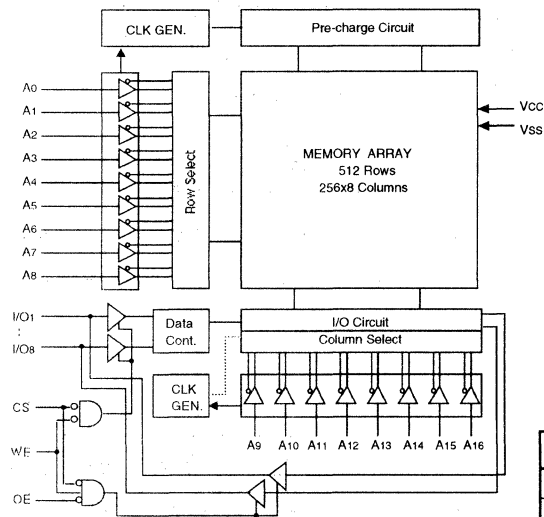 CLK GEN.
Pre-charge Circuit
A0
A1
A2
A3
A4
A5
A6
A7
A8
Row Select
MEMORY ARRAY
512 Rows
256x8 Columns
Vcc
Vss
I/O1
:
I/O8
Data
Cont.
I/O Circuit
Column Select
CLK
GEN.
A9 A10 A11 A12 A13 A14 A15 A16
CS
WE
OE